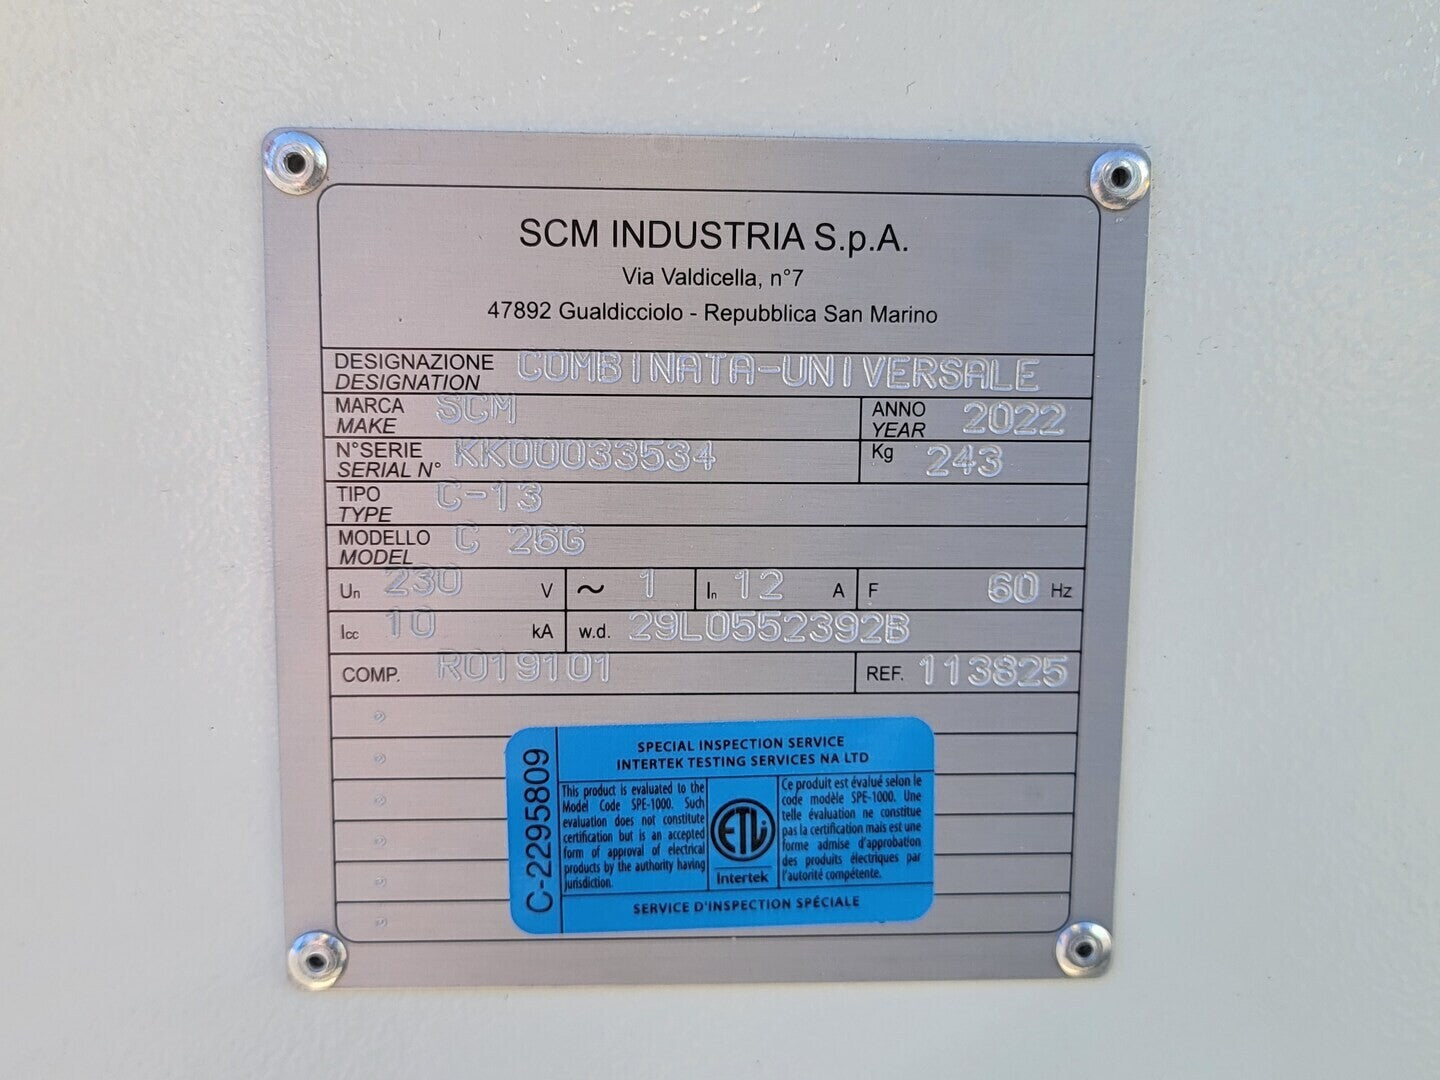 SCM INDUSTRIA S.p.A.
Via Valdicella, n°7
47892 Gualdicciolo - Repubblica San Marino
DESIGNAZIONE COMBINATA-UNIVERSALE
DESIGNATION
MARCA SCM ANNO 2022
MAKE YEAR
N°SERIE KK00033534 Kg 243
SERIAL N°
TIPO C-13
TYPE
MODELLO C 26G
MODEL
Un 230 V ~ 1 In 12 A F 60 Hz
Icc 10 kA w.d. 29L0552392B
COMP. R019101 REF. 113825
C-2295809
SPECIAL INSPECTION SERVICE
INTERTEK TESTING SERVICES NA LTD
This product is evaluated to the
Model Code SPE-1000. Such
evaluation does not constitute
certification but is an accepted
form of approval of electrical
products by the authority having
jurisdiction.
ETL
Intertek
Ce produit est évalué selon le
code modèle SPE-1000. Une
telle évaluation ne constitue
pas la certification mais est une
forme admise d'approbation
des produits électriques par
l'autorité compétente.
SERVICE D'INSPECTION SPÉCIALE